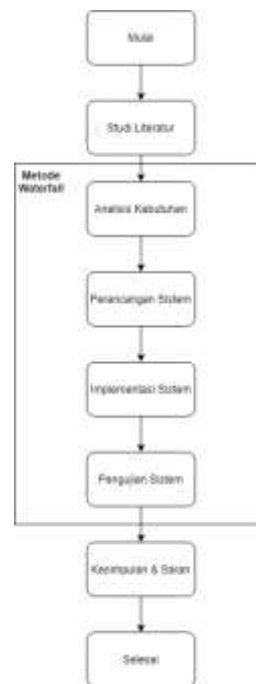 Mulai
Studi Literatur
Metode
Waterfall
Analisis Kebutuhan
Perancangan Sistem
Implementasi Sistem
Pengujian Sistem
Kesimpulan & Saran
Selesai